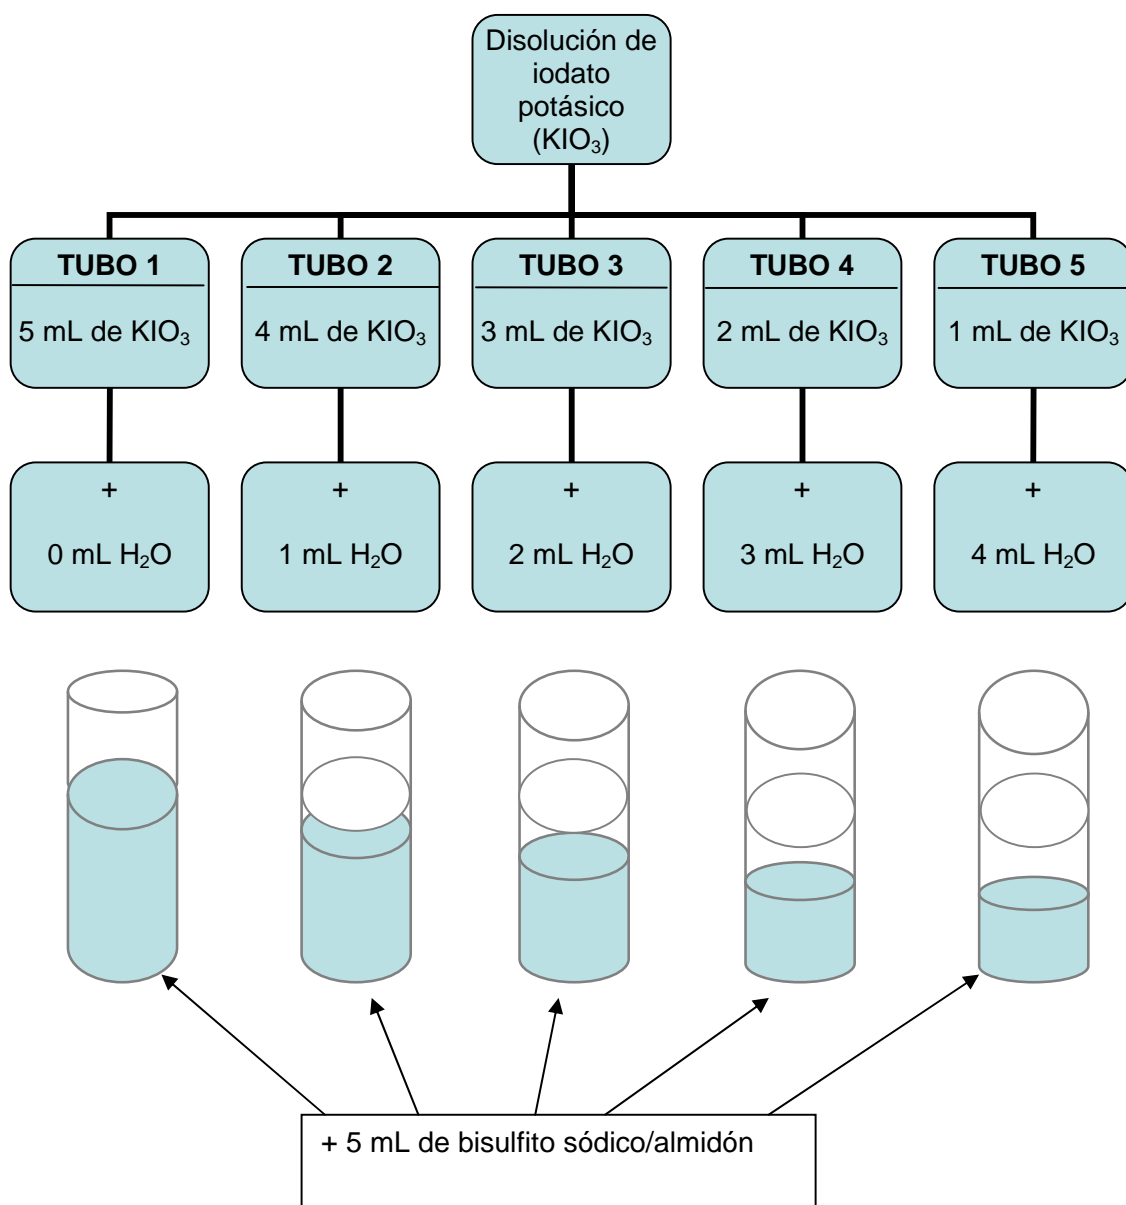 Disolución de
iodato
potásico
(KIO₃)
TUBO 1
5 mL de KIO₃
TUBO 2
4 mL de KIO₃
TUBO 3
3 mL de KIO₃
TUBO 4
2 mL de KIO₃
TUBO 5
1 mL de KIO₃
+
0 mL H₂O
+
1 mL H₂O
+
2 mL H₂O
+
3 mL H₂O
+
4 mL H₂O
+ 5 mL de bisulfito sódico/almidón